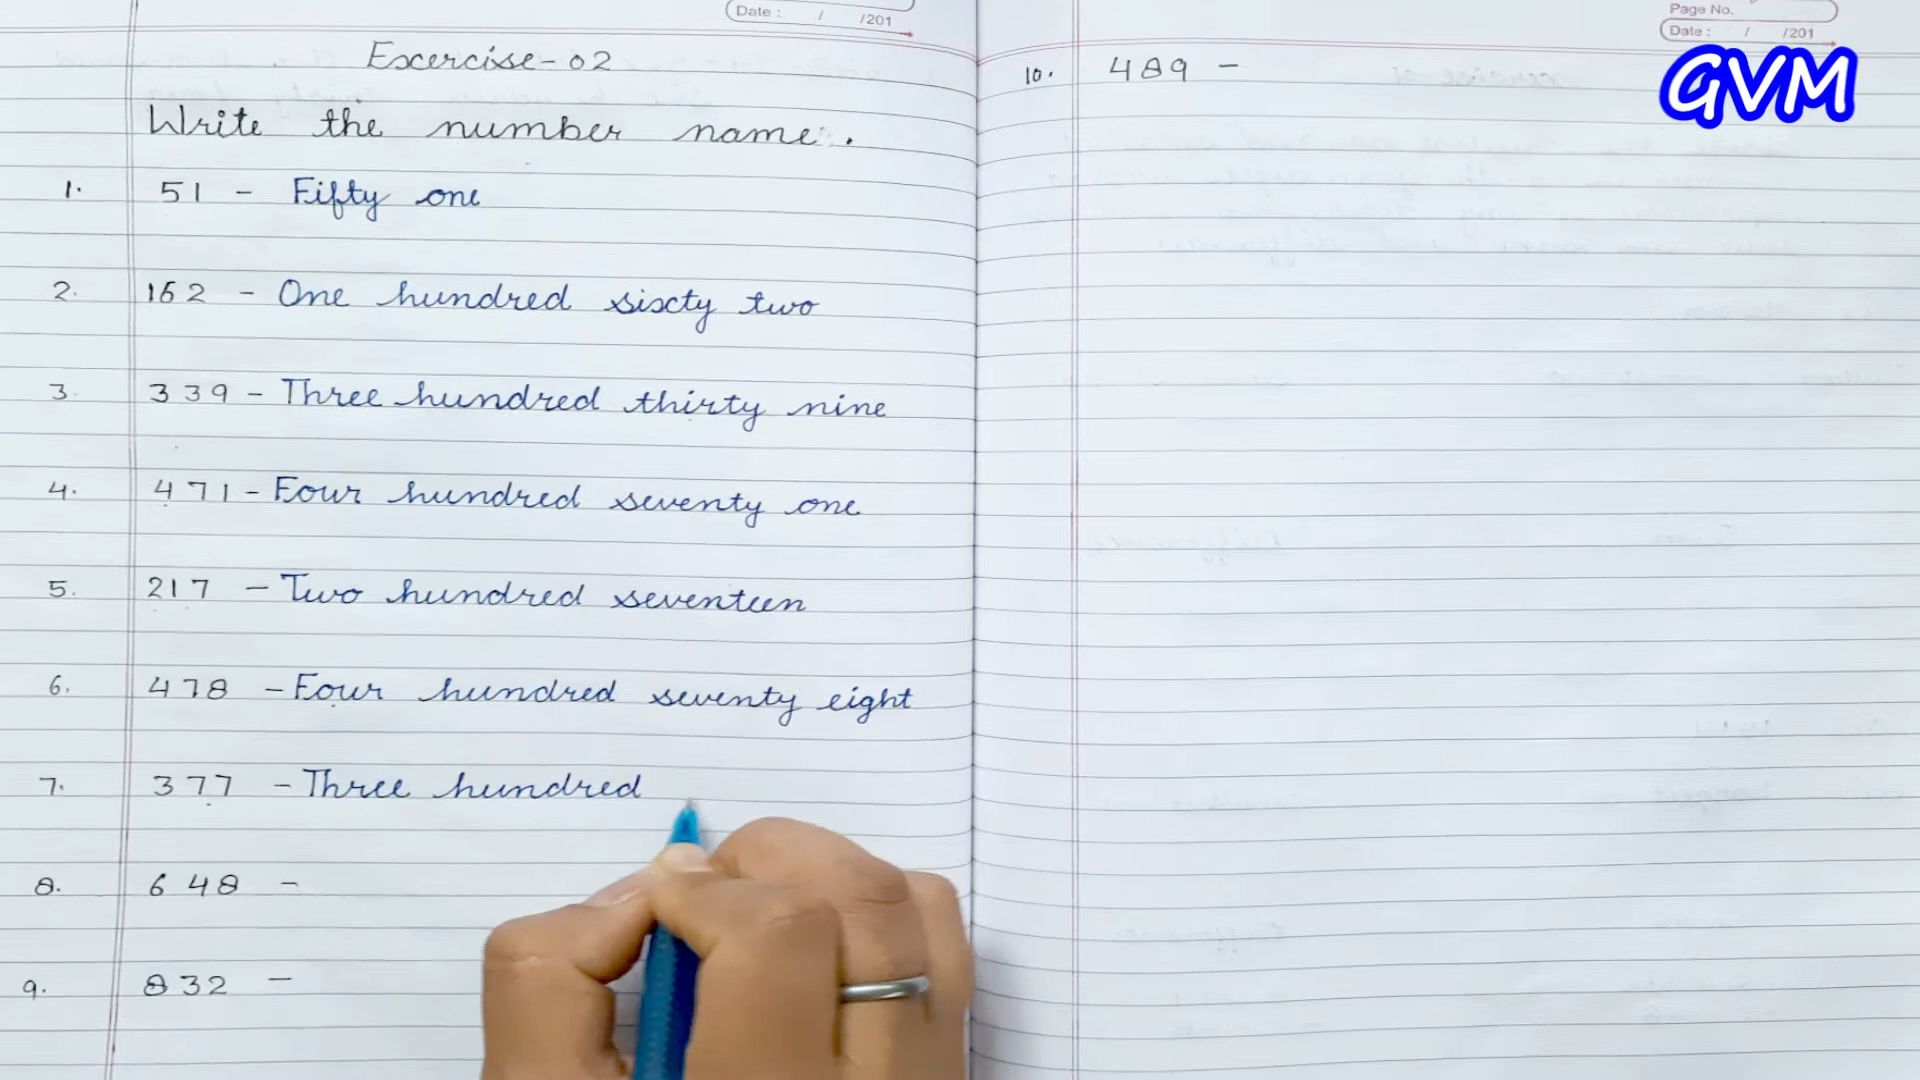 Date : / /201
Exercise-02
Write the number name.
1. 51 - Fifty one
2. 162 - One hundred sixty two
3. 339 - Three hundred thirty nine
4. 471 - Four hundred seventy one
5. 217 - Two hundred seventeen
6. 478 - Four hundred seventy eight
7. 377 - Three hundred
8. 648 -
9. 832 -
Page No.
Date : / /201
10. 489 -
GVM